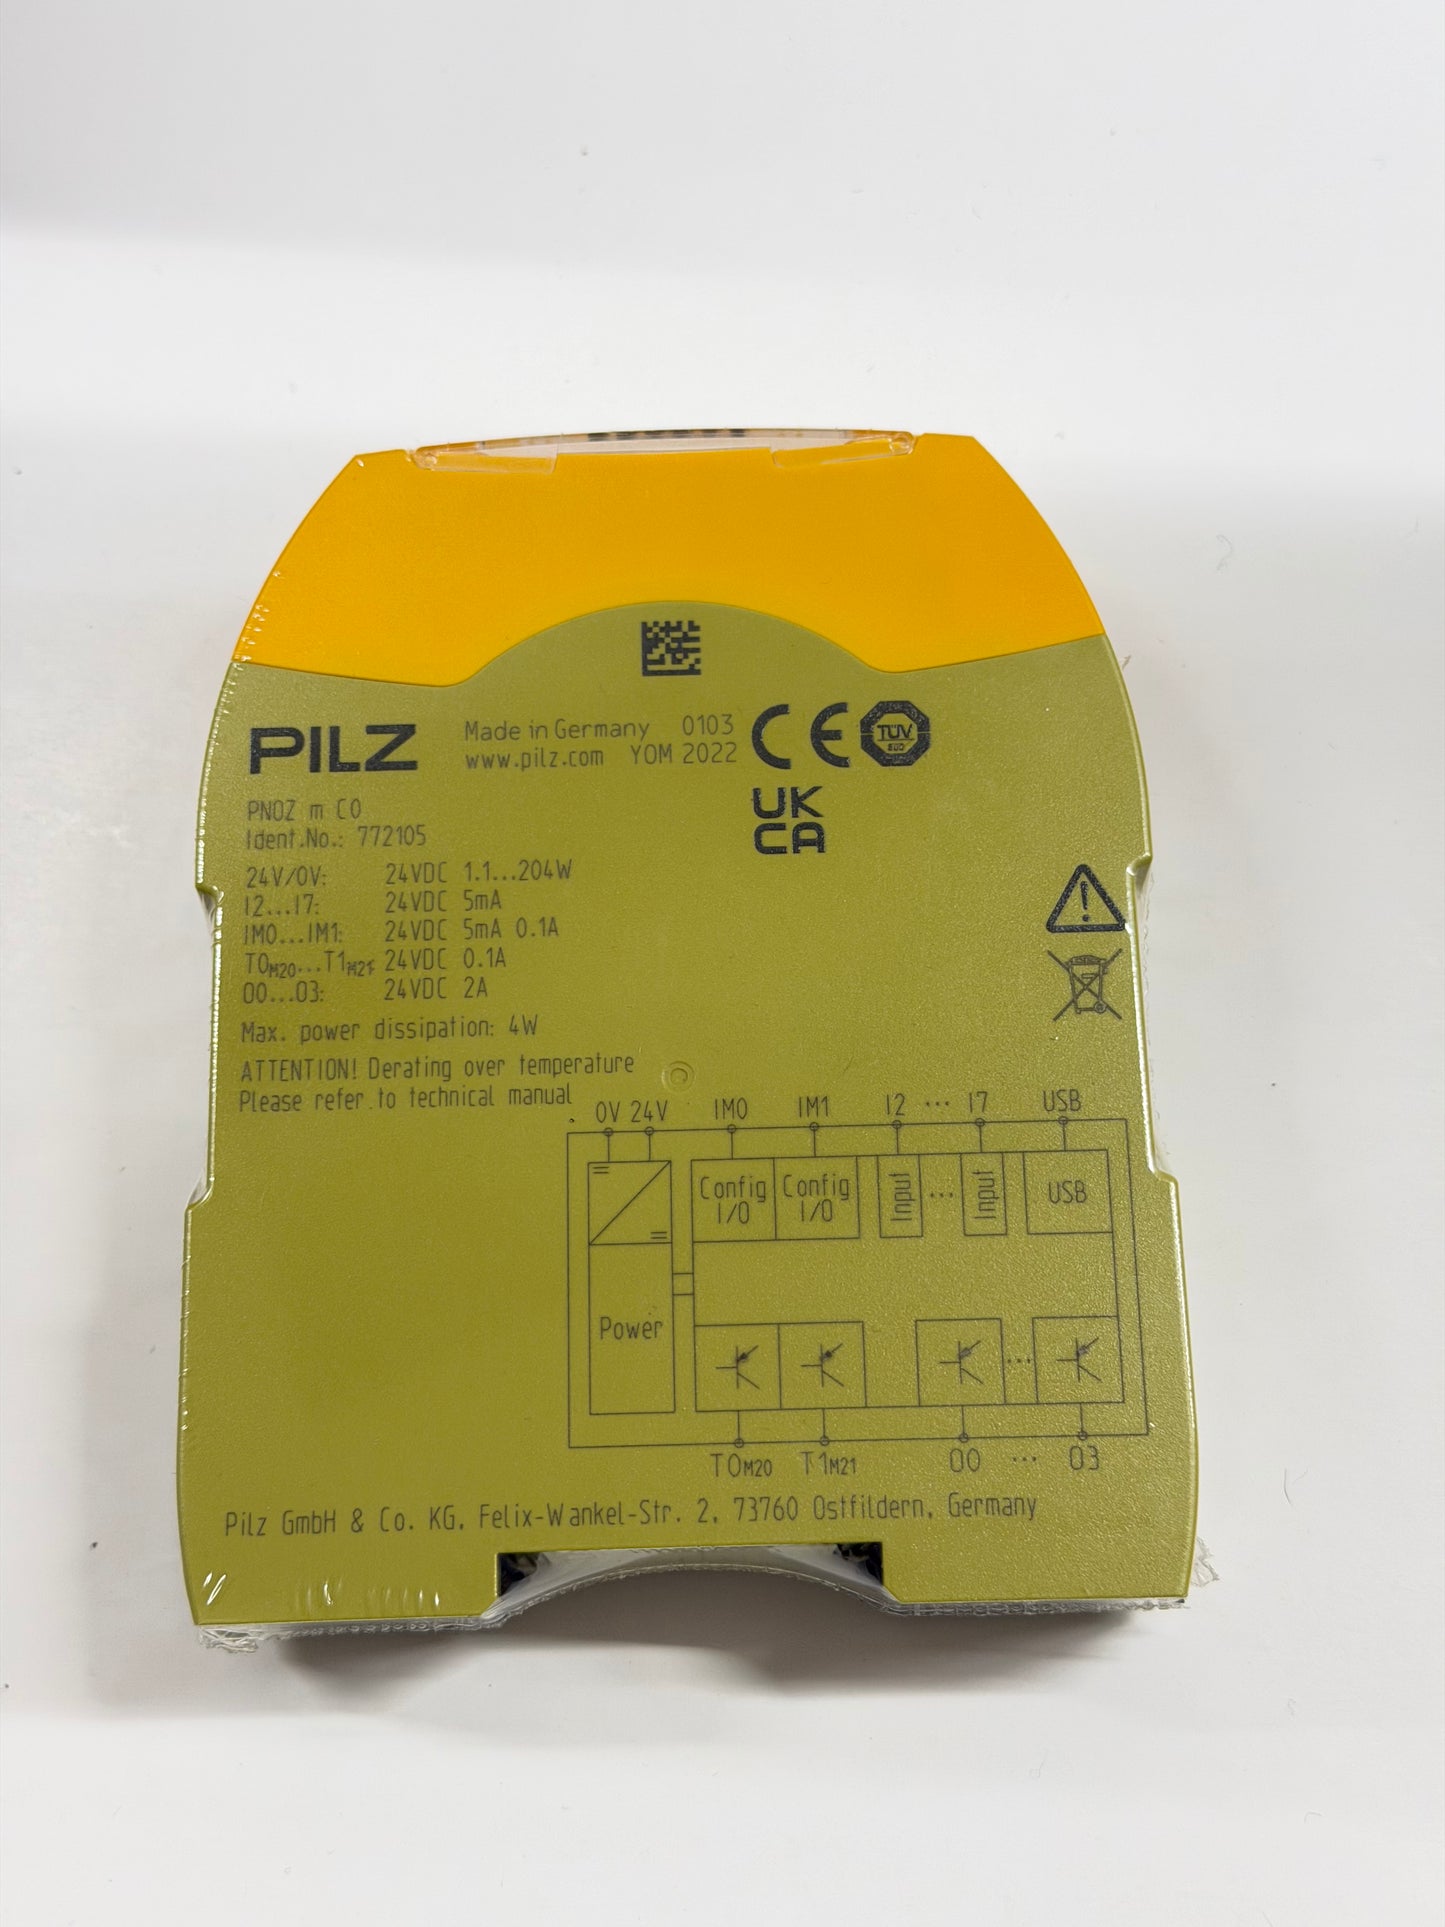 PILZ
Made in Germany 0103
www.pilz.com YOM 2022
CE
TÜV
SÜD
UK
CA
PNOZ m C0
Ident.No.: 772105
24V/0V: 24VDC 1.1...204W
I2...I7: 24VDC 5mA
IM0...IM1: 24VDC 5mA 0.1A
T0M20...T1M21: 24VDC 0.1A
O0...O3: 24VDC 2A
Max. power dissipation: 4W
ATTENTION! Derating over temperature
Please refer to technical manual
0V 24V IM0 IM1 I2 ... I7 USB
Config I/O
Config I/O
Input
...
Input
USB
Power
...
T0M20 T1M21 O0 ... O3
Pilz GmbH & Co. KG, Felix-Wankel-Str. 2, 73760 Ostfildern, Germany